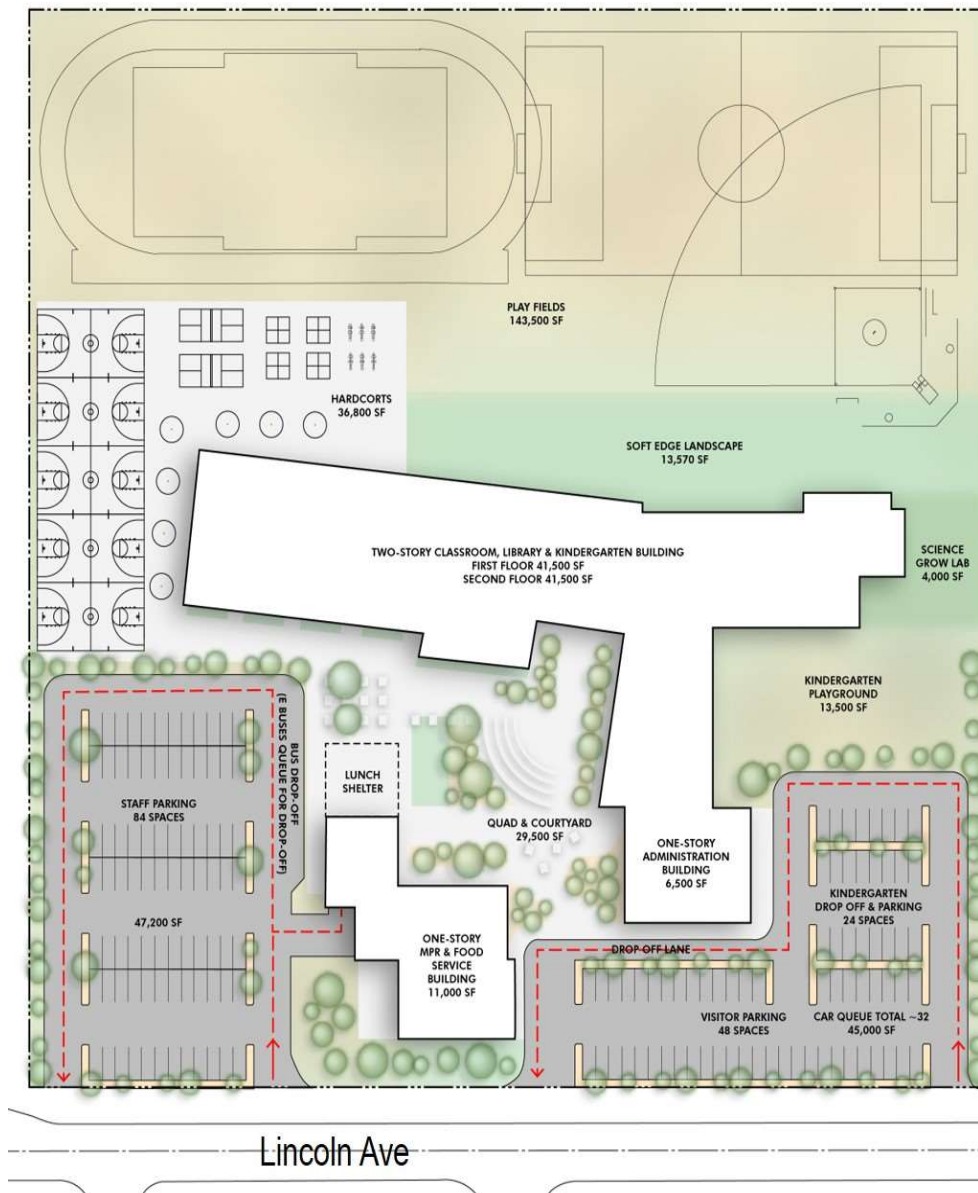 PLAY FIELDS
143,500 SF
HARDCORTS
36,800 SF
SOFT EDGE LANDSCAPE
13,570 SF
TWO-STORY CLASSROOM, LIBRARY & KINDERGARTEN BUILDING
FIRST FLOOR 41,500 SF
SECOND FLOOR 41,500 SF
SCIENCE
GROW LAB
4,000 SF
KINDERGARTEN
PLAYGROUND
13,500 SF
BUS DROP-OFF
(E BUSES QUEUE FOR DROP-OFF)
STAFF PARKING
84 SPACES
47,200 SF
LUNCH
SHELTER
QUAD & COURTYARD
29,500 SF
ONE-STORY
ADMINISTRATION
BUILDING
6,500 SF
KINDERGARTEN
DROP OFF & PARKING
24 SPACES
ONE-STORY
MPR & FOOD
SERVICE
BUILDING
11,000 SF
DROP OFF LANE
VISITOR PARKING
48 SPACES
CAR QUEUE TOTAL ~32
45,000 SF
Lincoln Ave